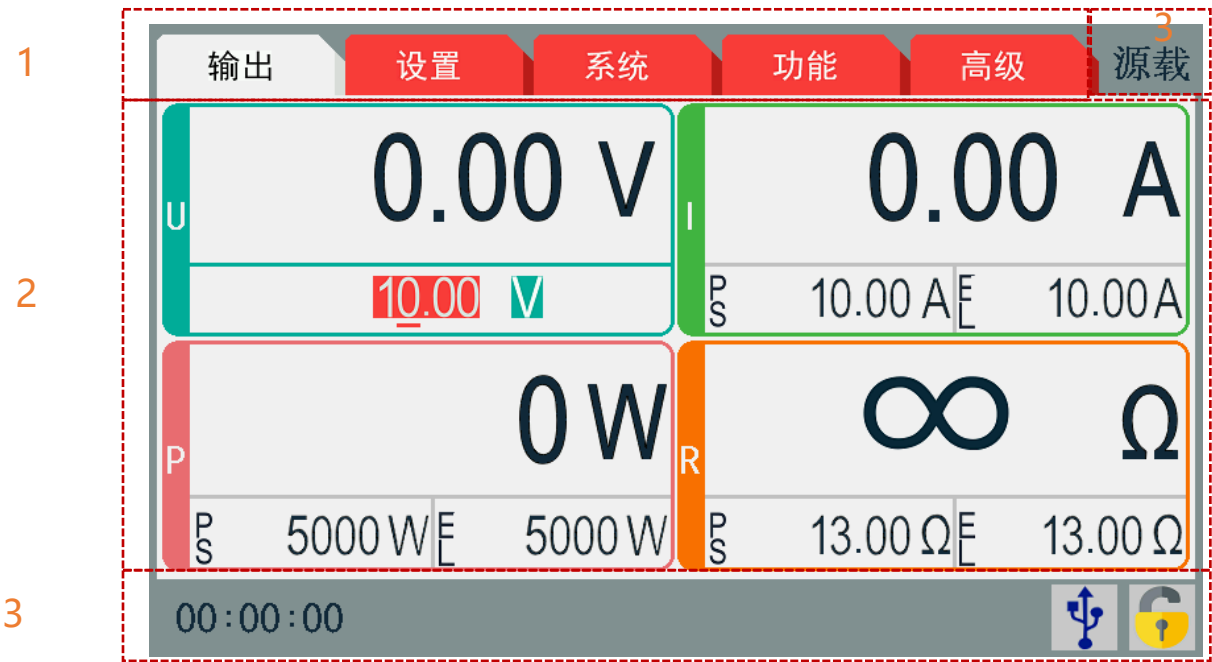 1
输出 设置 系统 功能 高级 3 源载
2
U 0.00 V
10.00 V
I 0.00 A
PS 10.00 A EL 10.00 A
P 0 W
PS 5000 W EL 5000 W
R ∞ Ω
PS 13.00 Ω EL 13.00 Ω
3
00:00:00